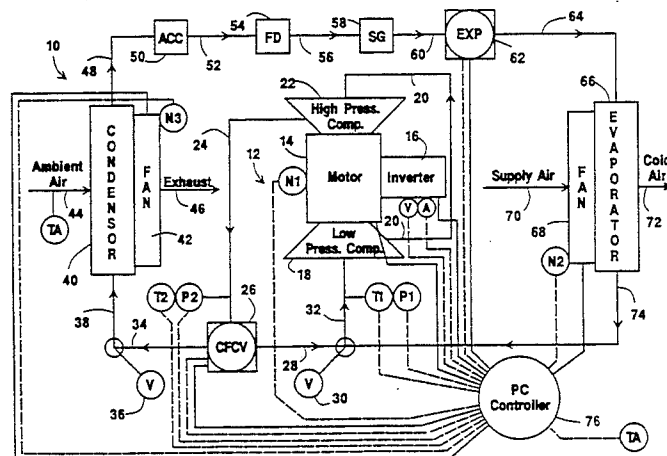 54
58
64
ACC
FD
SG
EXP
10
48
50
52
56
60
62
66
N3
22
20
High Press.
Comp.
24
14
16
12
CONDENSOR
FAN
Ambient
Air
44
TA
Exhaust
46
42
40
N1
Motor
Inverter
V
A
Low
Press. Comp.
20
18
Supply Air
70
FAN
68
EVAPORATOR
Cold
Air
72
N2
74
38
34
T2
P2
26
32
T1
P1
CFCV
28
V
36
V
30
PC
Controller
76
TA